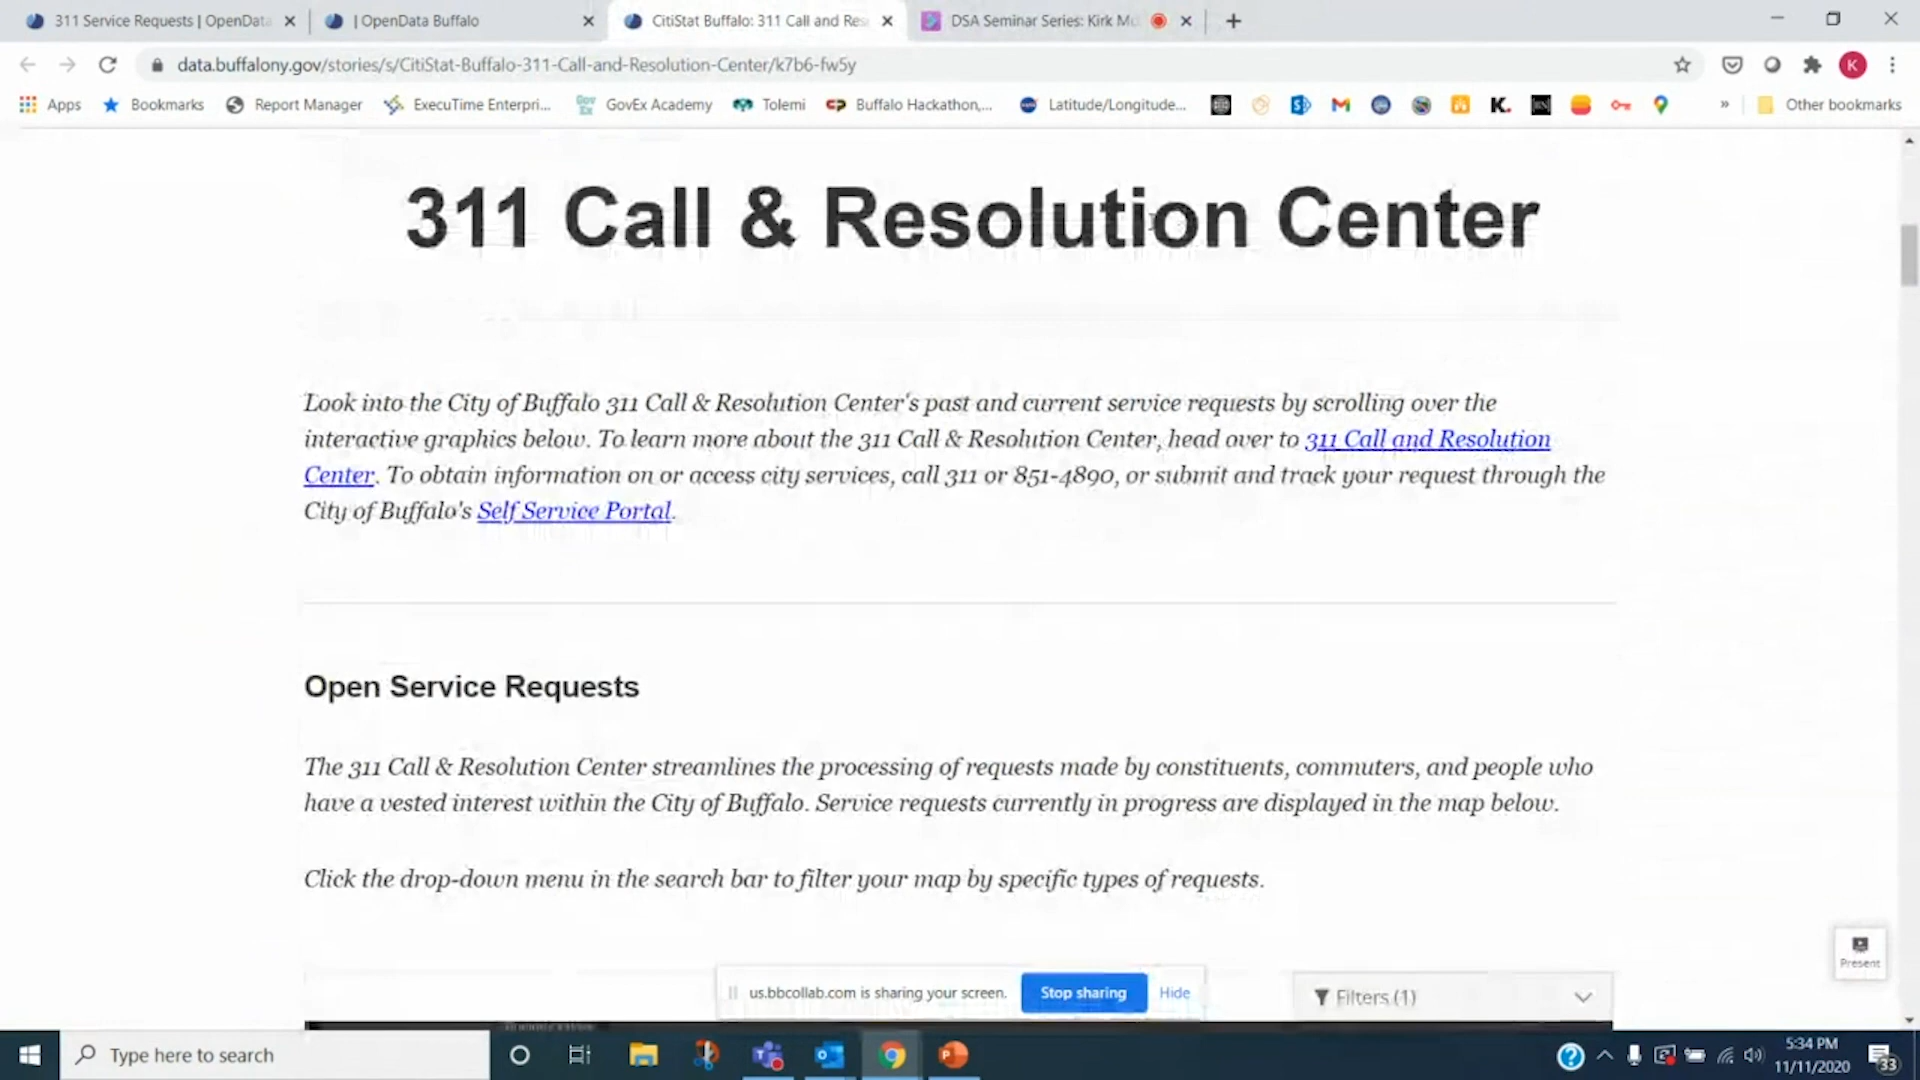 311 Service Requests | OpenData
| OpenData Buffalo
CitiStat Buffalo: 311 Call and Res
DSA Seminar Series: Kirk M
data.buffalony.gov/stories/s/CitiStat-Buffalo-311-Call-and-Resolution-Center/k7b6-fw5y
K
Apps
Bookmarks
Report Manager
ExecuTime Enterpri...
GovEx Academy
Tolemi
Buffalo Hackathon,...
Latitude/Longitude...
K.
»
Other bookmarks
311 Call & Resolution Center
Look into the City of Buffalo 311 Call & Resolution Center's past and current service requests by scrolling over the
interactive graphics below. To learn more about the 311 Call & Resolution Center, head over to 311 Call and Resolution
Center. To obtain information on or access city services, call 311 or 851-4890, or submit and track your request through the
City of Buffalo's Self Service Portal.
Open Service Requests
The 311 Call & Resolution Center streamlines the processing of requests made by constituents, commuters, and people who
have a vested interest within the City of Buffalo. Service requests currently in progress are displayed in the map below.
Click the drop-down menu in the search bar to filter your map by specific types of requests.
Present
us.bbcollab.com is sharing your screen.
Stop sharing
Hide
Filters (1)
Type here to search
5:34 PM
11/11/2020
33